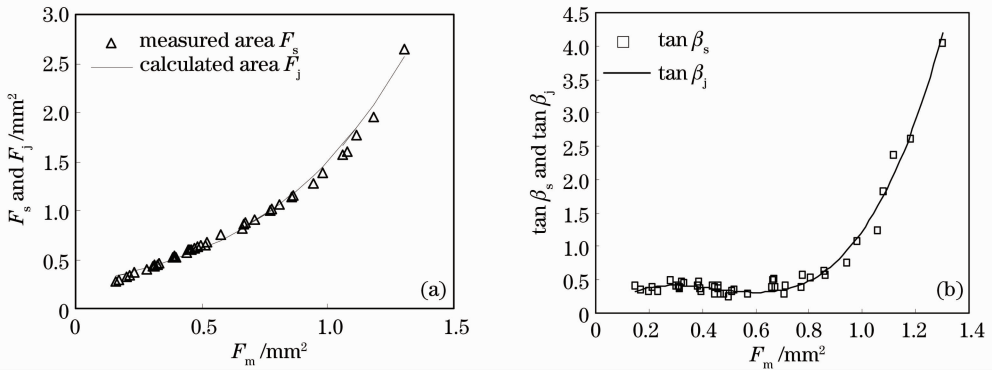 3.0
2.5
2.0
1.5
1.0
0.5
0
0
0.5
1.0
1.5
F_s and F_j /mm²
F_m /mm²
measured area F_s
calculated area F_j
(a)
4.5
4.0
3.5
3.0
2.5
2.0
1.5
1.0
0.5
0
0
0.2
0.4
0.6
0.8
1.0
1.2
1.4
tan β_s and tan β_j
F_m /mm²
tan β_s
tan β_j
(b)